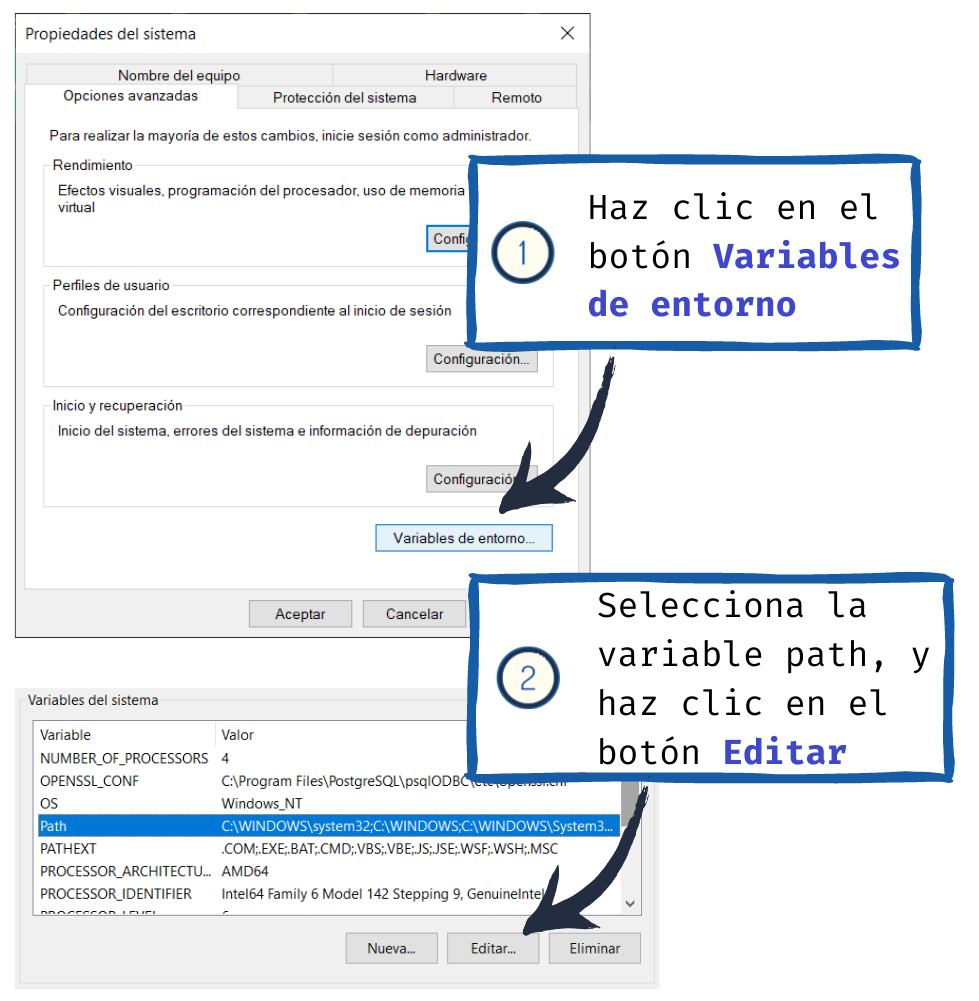 Propiedades del sistema
Nombre del equipo
Hardware
Opciones avanzadas
Protección del sistema
Remoto
Para realizar la mayoría de estos cambios, inicie sesión como administrador.
Rendimiento
Efectos visuales, programación del procesador, uso de memoria
virtual
Perfiles de usuario
Configuración del escritorio correspondiente al inicio de sesión
Configuración...
Inicio y recuperación
Inicio del sistema, errores del sistema e información de depuración
Configuración
Variables de entorno...
Aceptar
Cancelar
1
Haz clic en el
botón Variables
de entorno
2
Selecciona la
variable path, y
haz clic en el
botón Editar
Variables del sistema
Variable
Valor
NUMBER_OF_PROCESSORS 4
OPENSSL_CONF C:\Program Files\PostgreSQL\psqlODBC\etc\openssl.cnf
OS Windows_NT
Path C:\WINDOWS\system32;C:\WINDOWS;C:\WINDOWS\System3...
PATHEXT .COM;.EXE;.BAT;.CMD;.VBS;.VBE;.JS;.JSE;.WSF;.WSH;.MSC
PROCESSOR_ARCHITECTU... AMD64
PROCESSOR_IDENTIFIER Intel64 Family 6 Model 142 Stepping 9, GenuineIntel
Nueva...
Editar...
Eliminar